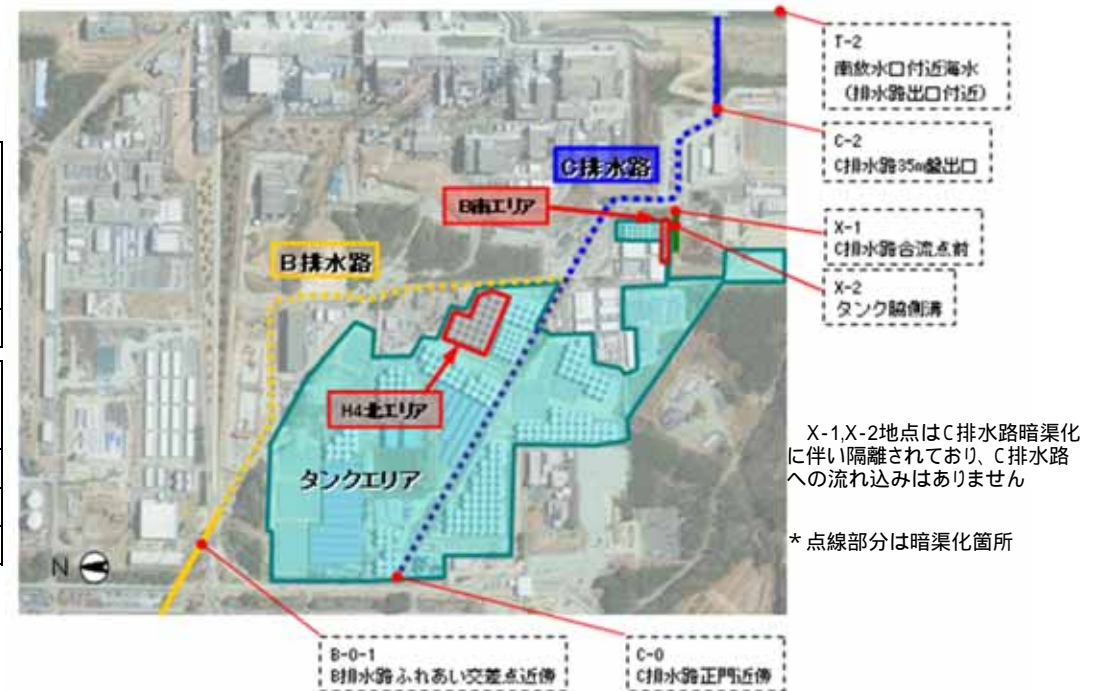 T-2
南放水口付近海水
（排水路出口付近）
C-2
C排水路35m盤出口
C排水路
B南エリア
X-1
C排水路合流点前
B排水路
X-2
タンク脇側溝
H4北エリア
X-1,X-2地点はC排水路暗渠化
に伴い隔離されており、C排水路
への流れ込みはありません
タンクエリア
*点線部分は暗渠化箇所
N
B-0-1
B排水路ふれあい交差点近傍
C-0
C排水路正門近傍